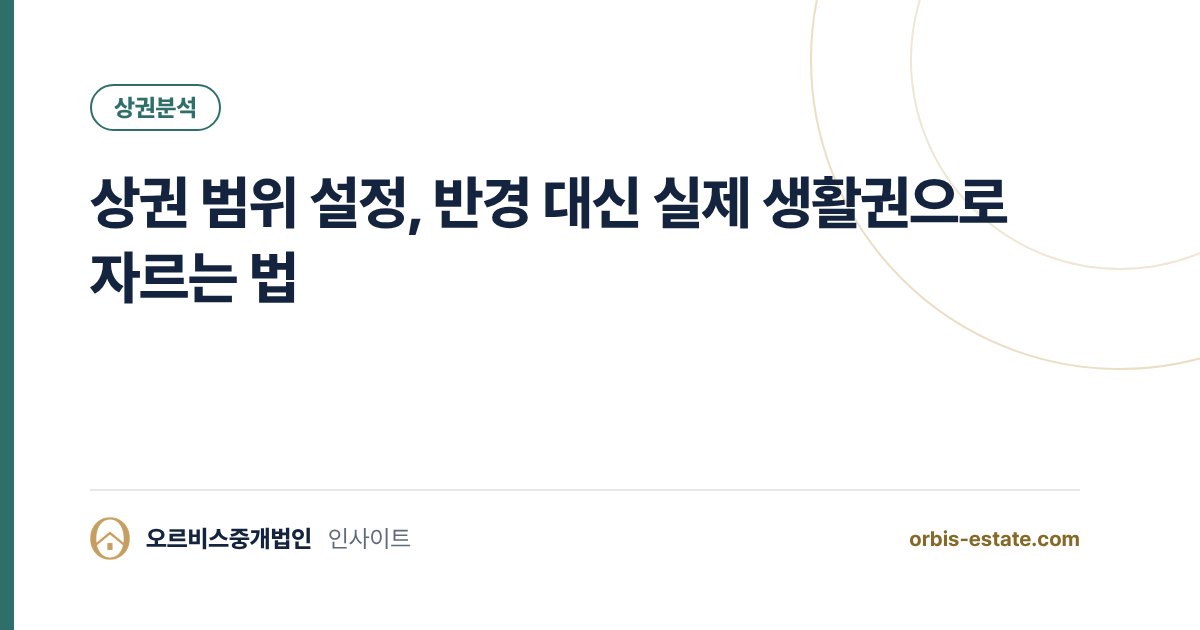 상권분석
상권 범위 설정, 반경 대신 실제 생활권으로
자르는 법
오르비스중개법인 인사이트
orbis-estate.com